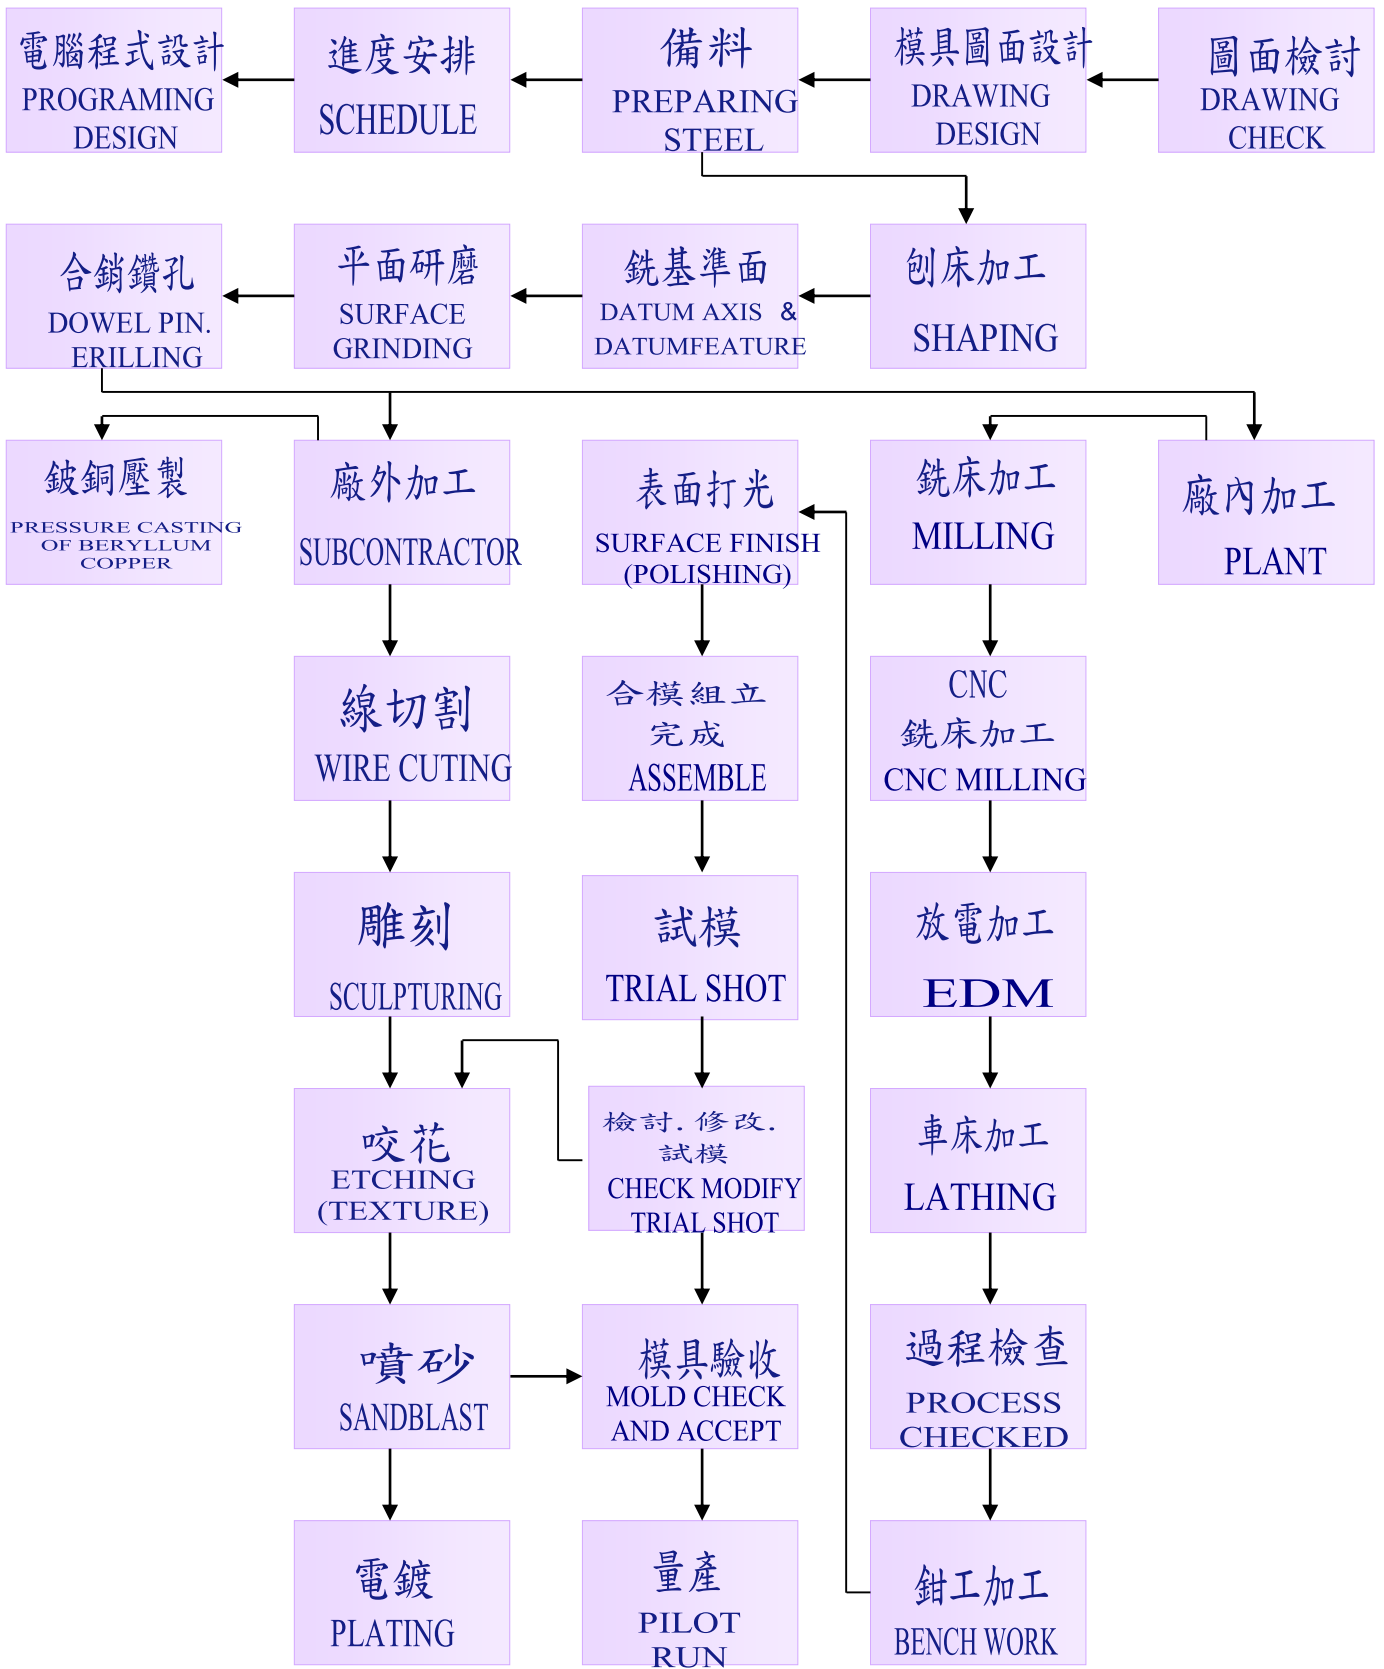 電腦程式設計
PROGRAMING
DESIGN
進度安排
SCHEDULE
備料
PREPARING
STEEL
模具圖面設計
DRAWING
DESIGN
圖面檢討
DRAWING
CHECK
合銷鑽孔
DOWEL PIN.
ERILLING
平面研磨
SURFACE
GRINDING
銑基準面
DATUM AXIS &
DATUMFEATURE
刨床加工
SHAPING
鈹銅壓製
PRESSURE CASTING
OF BERYLLUM
COPPER
廠外加工
SUBCONTRACTOR
表面打光
SURFACE FINISH
(POLISHING)
銑床加工
MILLING
廠內加工
PLANT
線切割
WIRE CUTING
合模組立
完成
ASSEMBLE
CNC
銑床加工
CNC MILLING
雕刻
SCULPTURING
試模
TRIAL SHOT
放電加工
EDM
咬花
ETCHING
(TEXTURE)
檢討.修改.
試模
CHECK MODIFY
TRIAL SHOT
車床加工
LATHING
噴砂
SANDBLAST
模具驗收
MOLD CHECK
AND ACCEPT
過程檢查
PROCESS
CHECKED
電鍍
PLATING
量產
PILOT
RUN
鉗工加工
BENCH WORK